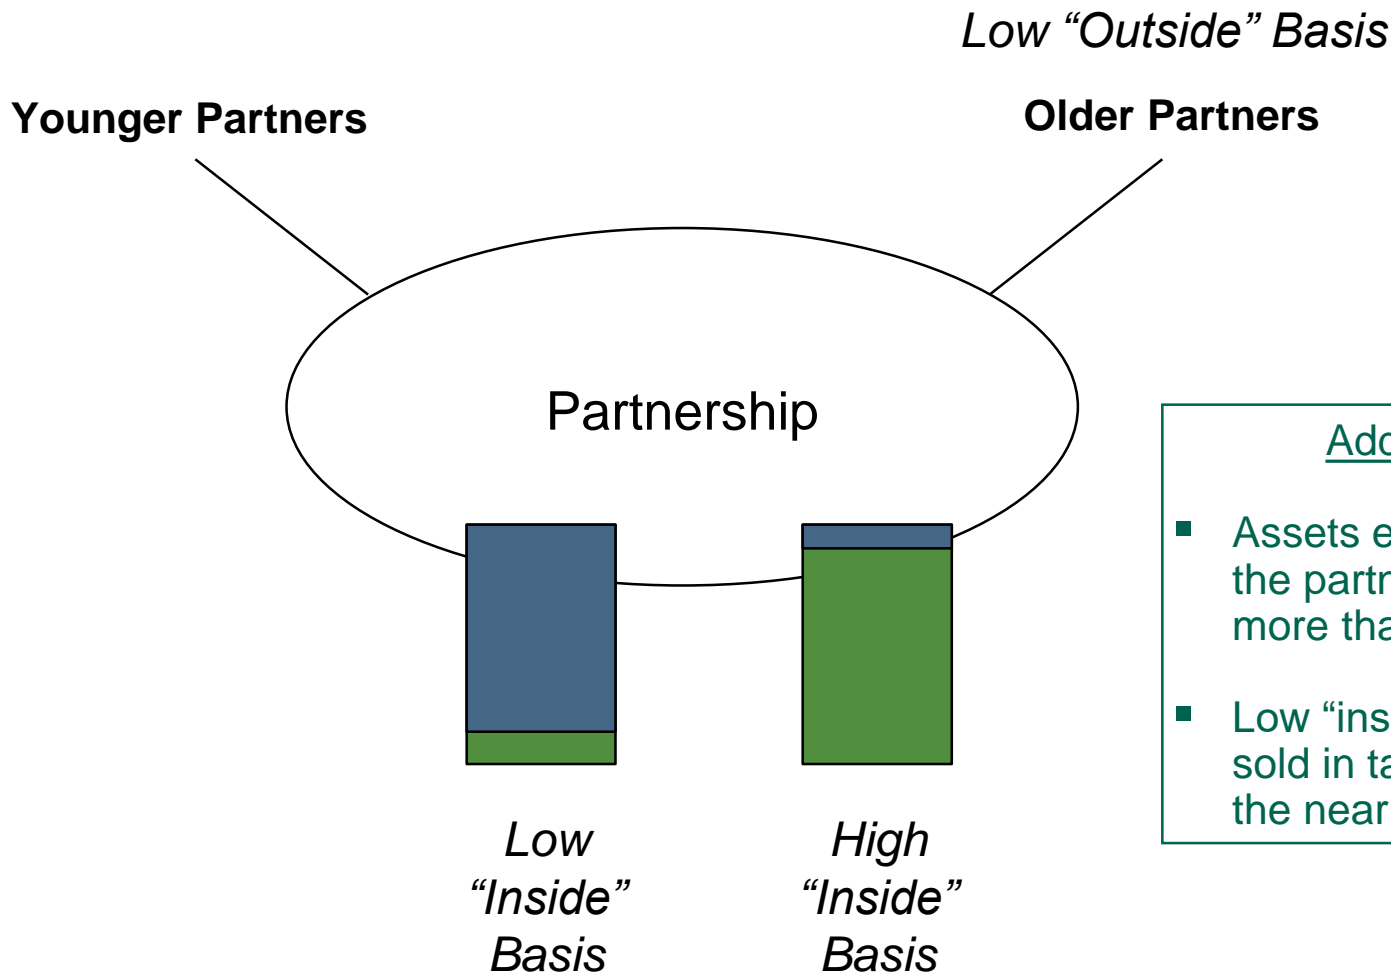 Low “Outside” Basis
Younger Partners
Older Partners
Partnership
▪ Assets e
the partn
more tha
▪ Low “ins
sold in ta
the near
Low
“Inside”
Basis
High
“Inside”
Basis